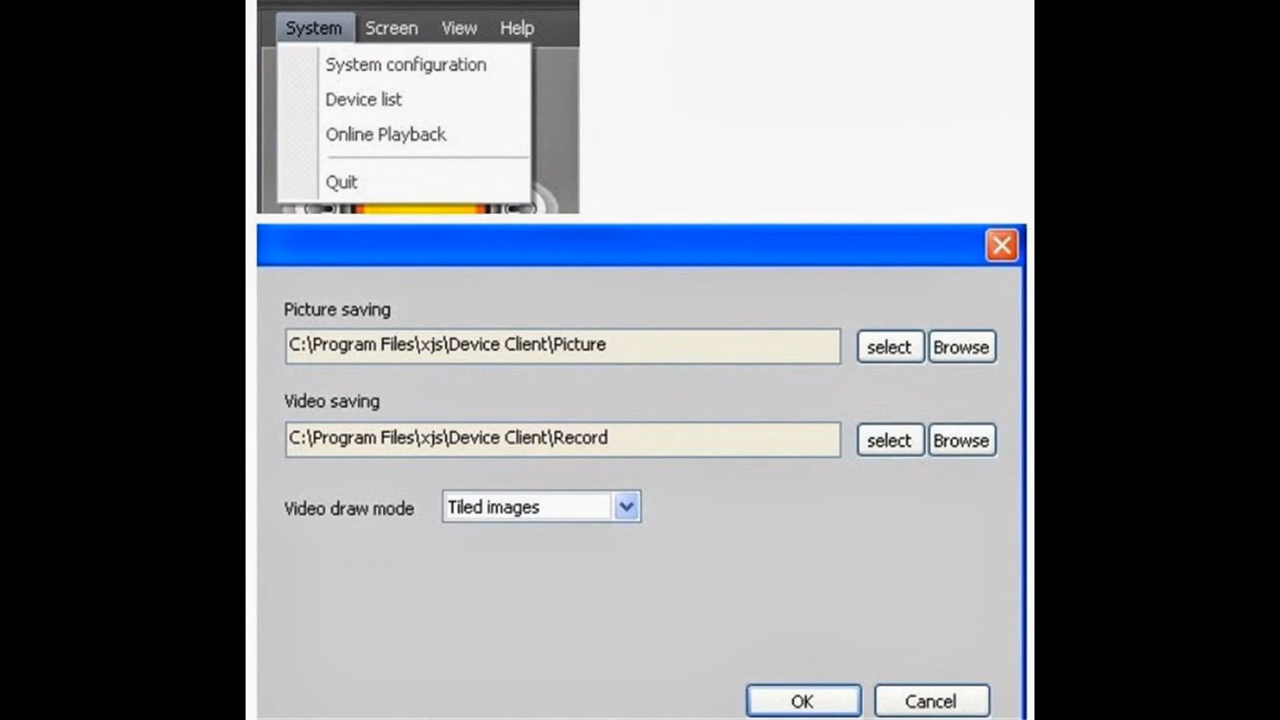 System Screen View Help
System configuration
Device list
Online Playback
Quit
Picture saving
C:\Program Files\xjs\Device Client\Picture select Browse
Video saving
C:\Program Files\xjs\Device Client\Record select Browse
Video draw mode Tiled images
OK Cancel